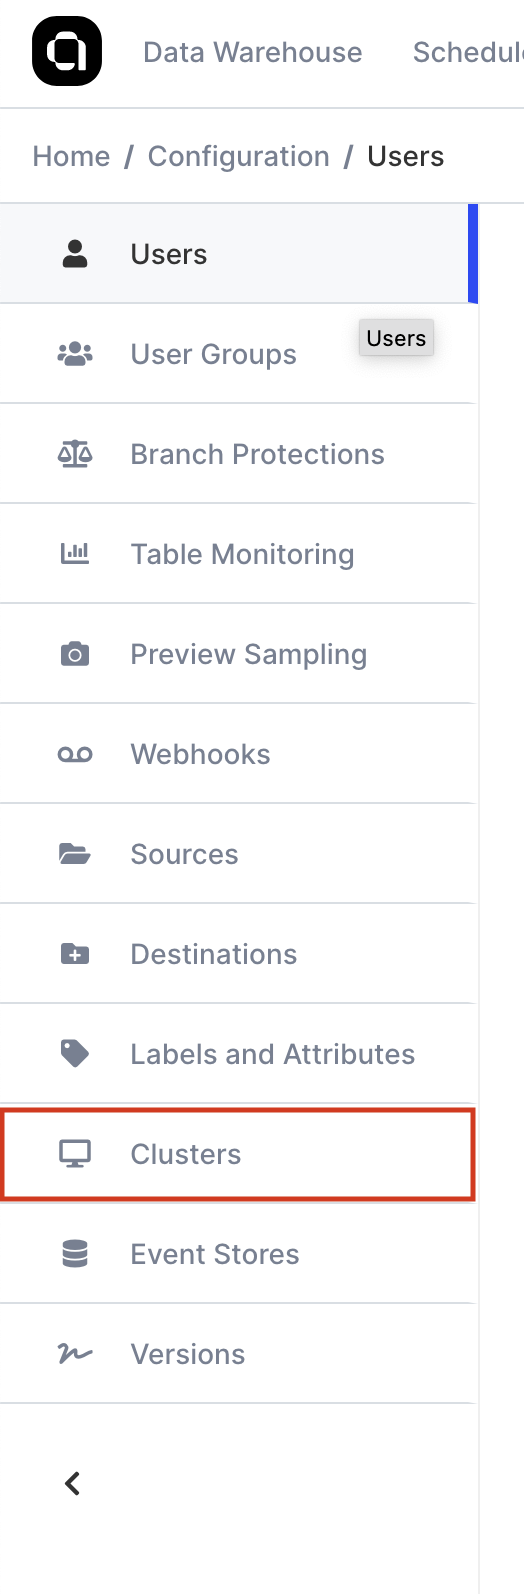 Data Warehouse Schedul
Home / Configuration / Users
Users
Users
User Groups
Branch Protections
Table Monitoring
Preview Sampling
Webhooks
Sources
Destinations
Labels and Attributes
Clusters
Event Stores
Versions